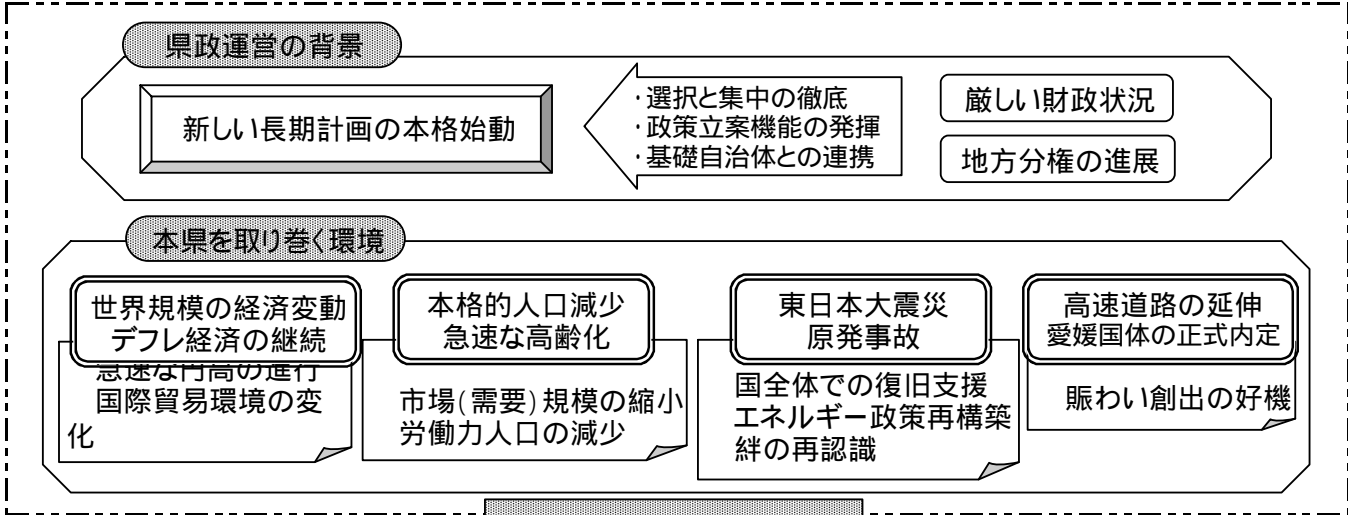 県政運営の背景
新しい長期計画の本格始動
・選択と集中の徹底
・政策立案機能の発揮
・基礎自治体との連携
厳しい財政状況
地方分権の進展
本県を取り巻く環境
世界規模の経済変動
デフレ経済の継続
急速な円高の進行
国際貿易環境の変
化
本格的人口減少
急速な高齢化
市場(需要)規模の縮小
労働力人口の減少
東日本大震災
原発事故
国全体での復旧支援
エネルギー政策再構築
絆の再認識
高速道路の延伸
愛媛国体の正式内定
賑わい創出の好機